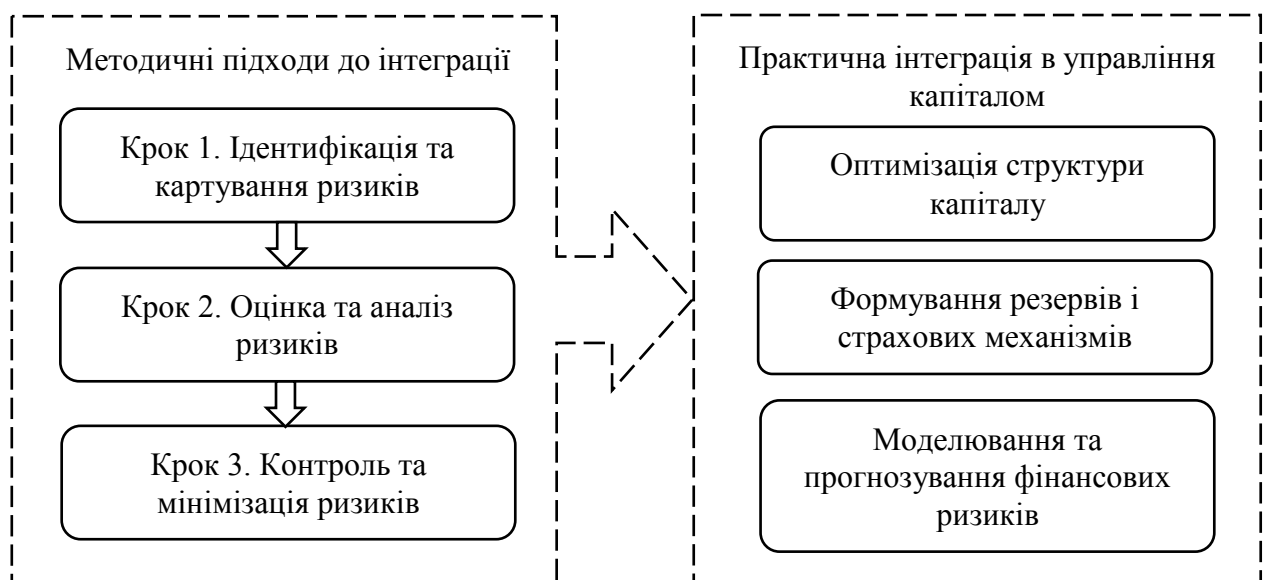 Методичні підходи до інтеграції
Крок 1. Ідентифікація та
картування ризиків
Крок 2. Оцінка та аналіз
ризиків
Крок 3. Контроль та
мінімізація ризиків
Практична інтеграція в управління
капіталом
Оптимізація структури
капіталу
Формування резервів і
страхових механізмів
Моделювання та
прогнозування фінансових
ризиків